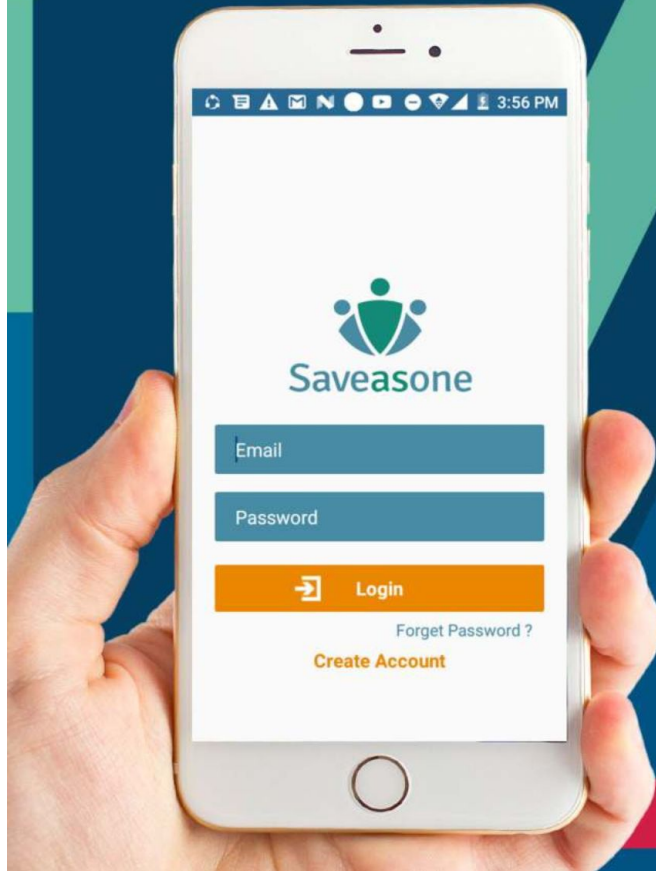 3:56 PM
Saveasone
Email
Password
Login
Forget Password ?
Create Account